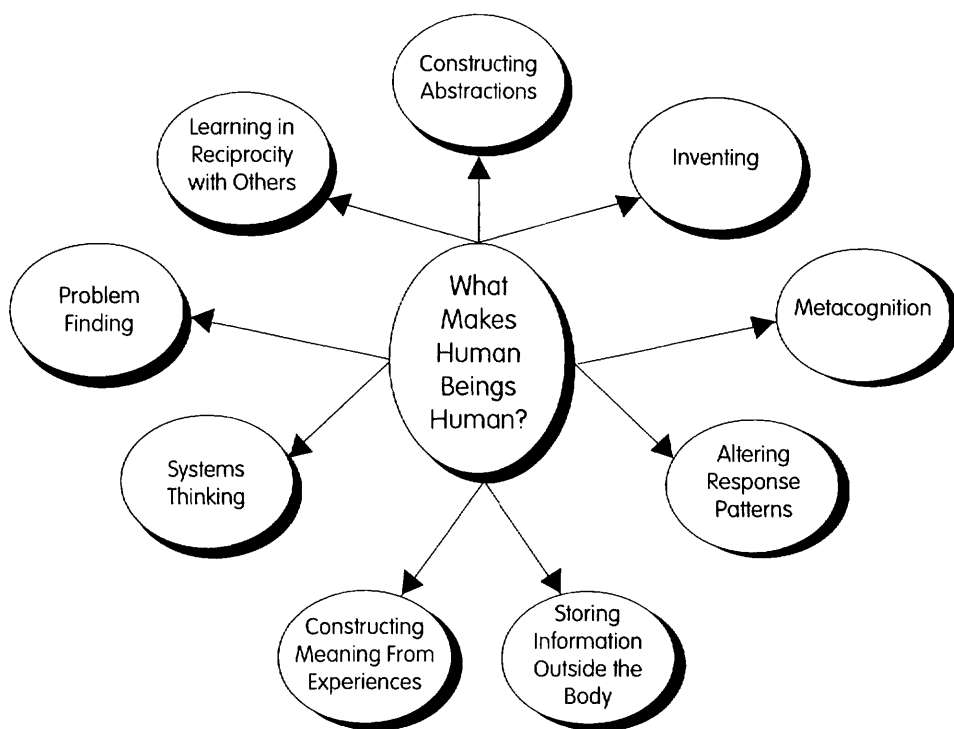 Constructing
Abstractions
Learning in
Reciprocity
with Others
Inventing
Problem
Finding
What
Makes
Human
Beings
Human?
Metacognition
Systems
Thinking
Altering
Response
Patterns
Constructing
Meaning From
Experiences
Storing
Information
Outside the
Body